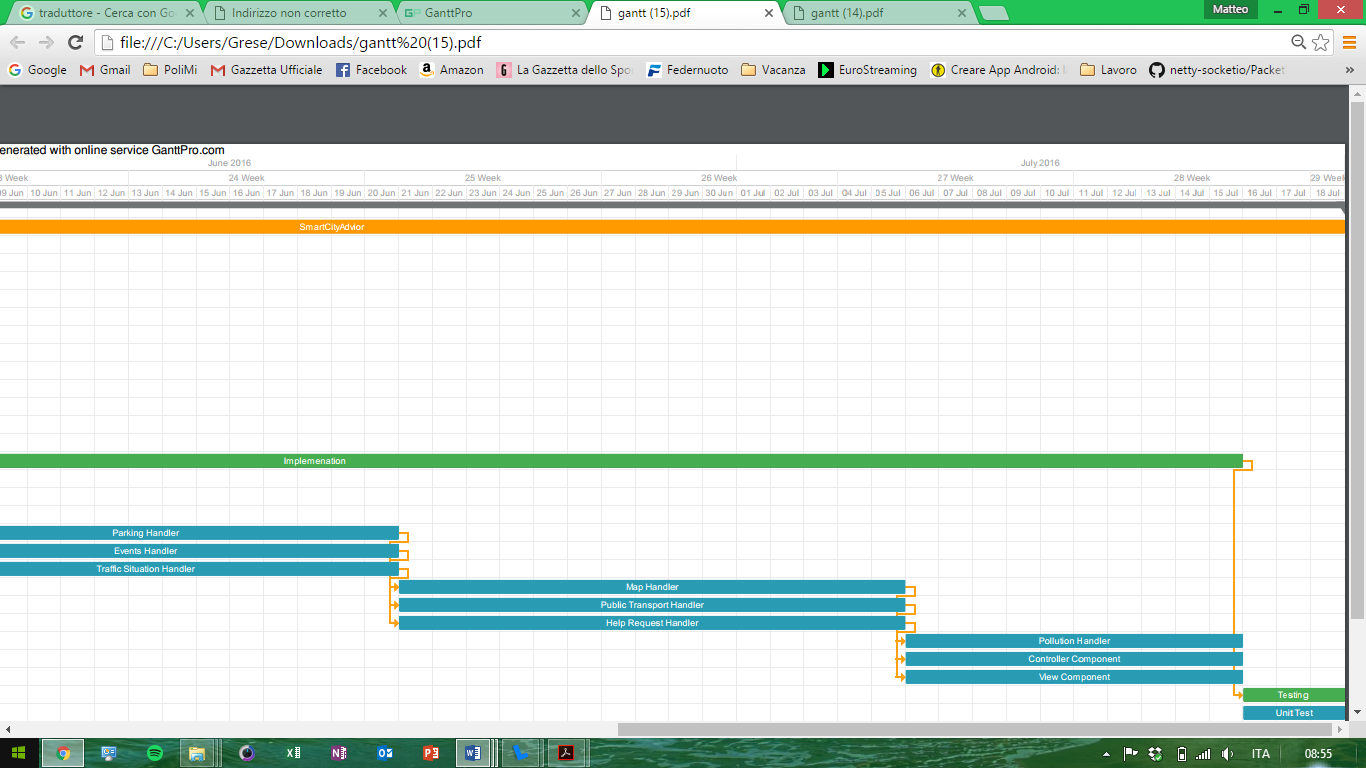 traduttore - Cerca con Go
Indirizzo non corretto
GanttPro
gantt (15).pdf
gantt (14).pdf
Matteo
file:///C:/Users/Grese/Downloads/gantt%20(15).pdf
Google
Gmail
PoliMi
Gazzetta Ufficiale
Facebook
Amazon
La Gazzetta dello Spo
Federnuoto
Vacanza
EuroStreaming
Creare App Android:
Lavoro
netty-socketio/Packet
»
enerated with online service GanttPro.com
June 2016 July 2016
3 Week 24 Week 25 Week 26 Week 27 Week 28 Week 29 Week
09 Jun 10 Jun 11 Jun 12 Jun 13 Jun 14 Jun 15 Jun 16 Jun 17 Jun 18 Jun 19 Jun 20 Jun 21 Jun 22 Jun 23 Jun 24 Jun 25 Jun 26 Jun 27 Jun 28 Jun 29 Jun 30 Jun 01 Jul 02 Jul 03 Jul 04 Jul 05 Jul 06 Jul 07 Jul 08 Jul 09 Jul 10 Jul 11 Jul 12 Jul 13 Jul 14 Jul 15 Jul 16 Jul 17 Jul 18 Jul
SmartCityAdvior
Implemenation
Parking Handler
Events Handler
Traffic Situation Handler
Map Handler
Public Transport Handler
Help Request Handler
Pollution Handler
Controller Component
View Component
Testing
Unit Test
ITA
08:55